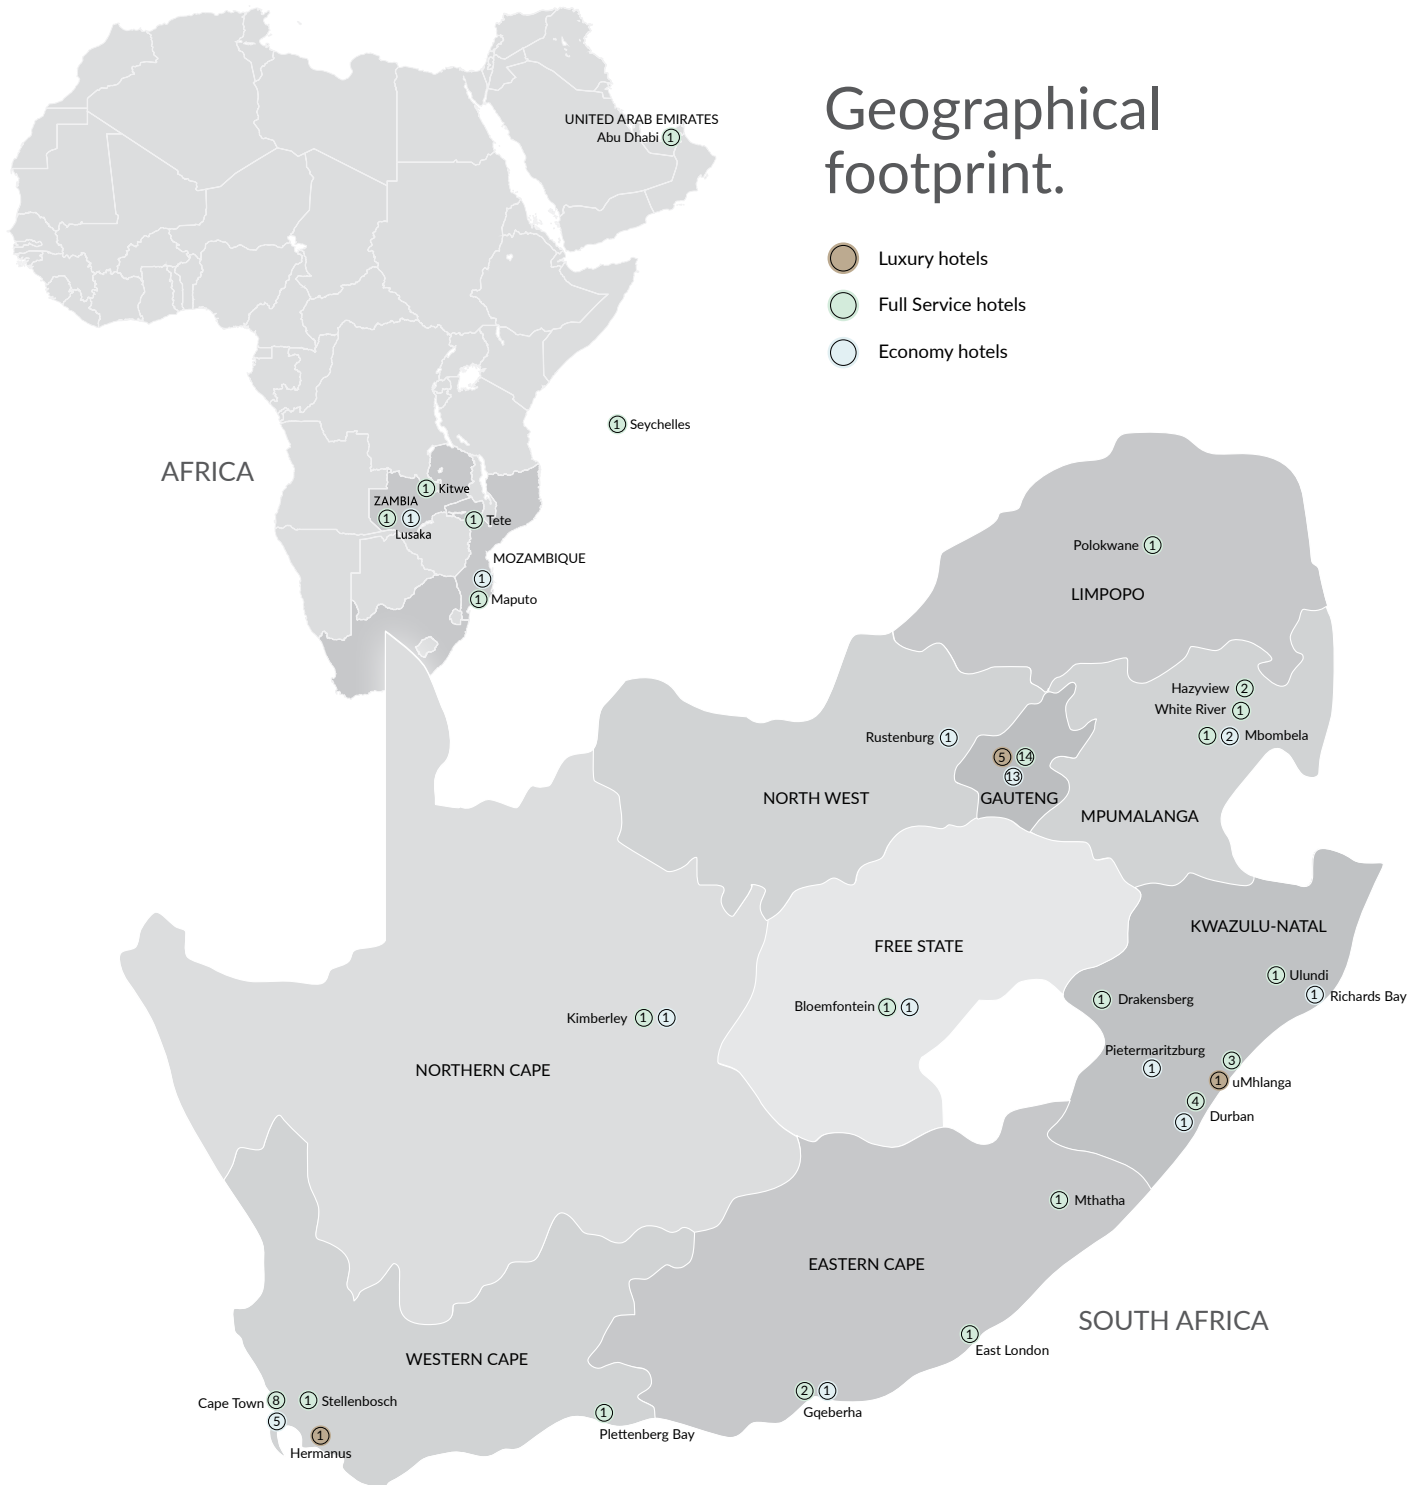 Geographical
footprint.
Luxury hotels
Full Service hotels
Economy hotels
UNITED ARAB EMIRATES
Abu Dhabi 1
1 Seychelles
AFRICA
1 Kitwe
ZAMBIA
1 1
Lusaka
1 Tete
MOZAMBIQUE
1
1 Maputo
Polokwane 1
LIMPOPO
Hazyview 2
White River 1
1 2 Mbombela
MPUMALANGA
Rustenburg 1
NORTH WEST
5 14
13
GAUTENG
KWAZULU-NATAL
1 Ulundi
1 Richards Bay
1 Drakensberg
Pietermaritzburg
1
3
1 uMhlanga
4
1
Durban
FREE STATE
Bloemfontein 1 1
Kimberley 1 1
NORTHERN CAPE
1 Mthatha
EASTERN CAPE
1
East London
2 1
Gqeberha
SOUTH AFRICA
WESTERN CAPE
Cape Town 8
5
1 Stellenbosch
1
Hermanus
1
Plettenberg Bay